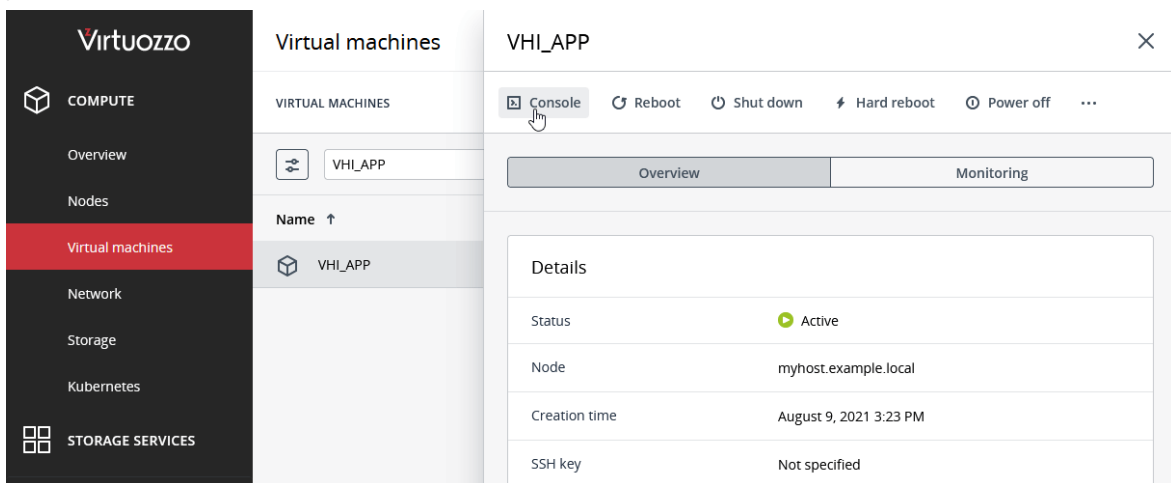 Virtuozzo
COMPUTE
Overview
Nodes
Virtual machines
Network
Storage
Kubernetes
STORAGE SERVICES
Virtual machines
VIRTUAL MACHINES
VHI_APP
Name ↑
VHI_APP
VHI_APP
Console Reboot Shut down Hard reboot Power off ...
Overview Monitoring
Details
Status Active
Node myhost.example.local
Creation time August 9, 2021 3:23 PM
SSH key Not specified